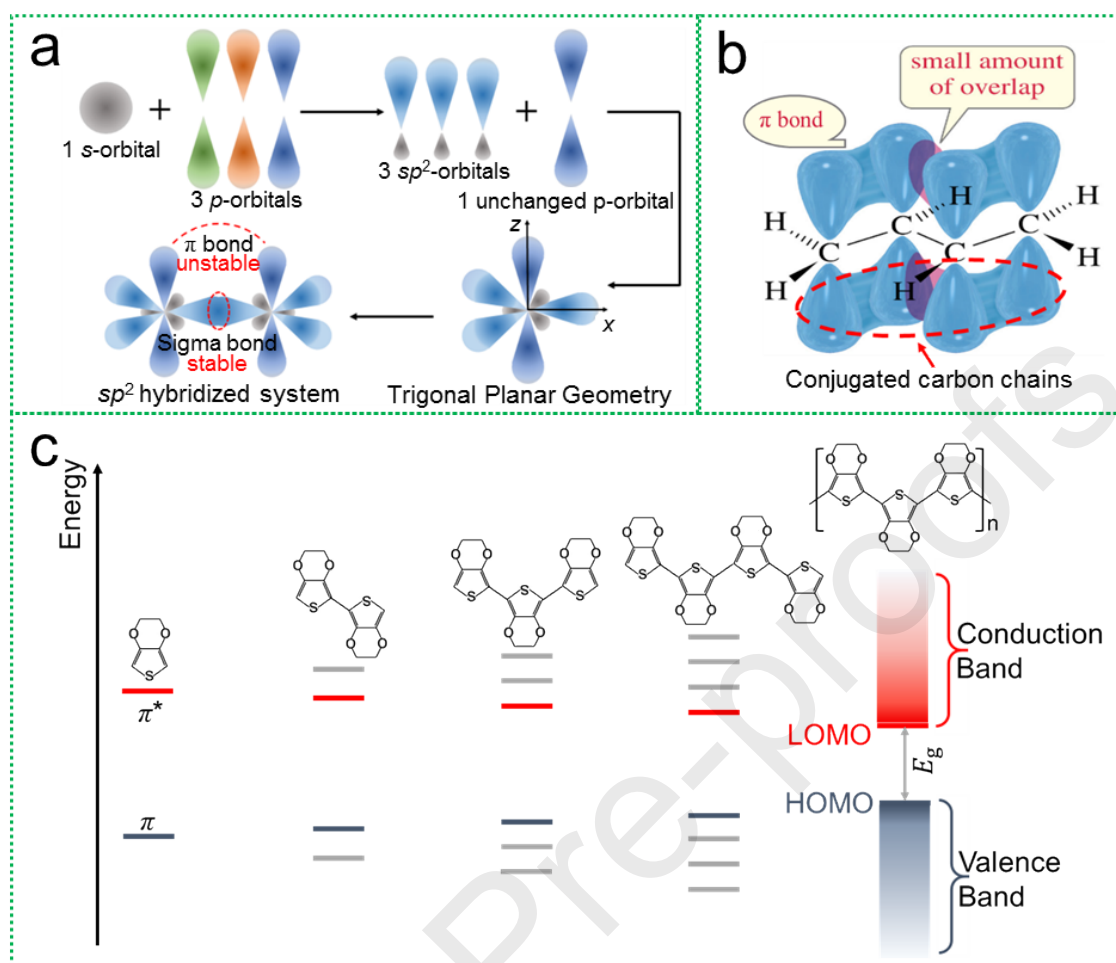 a
1 s-orbital
+
3 p-orbitals
3 sp²-orbitals
+
1 unchanged p-orbital
π bond
unstable
Sigma bond
stable
sp² hybridized system
z
x
Trigonal Planar Geometry
b
π bond
small amount
of overlap
H
H
H
H
H
H
C
C
C
C
Conjugated carbon chains
c
Energy
O
O
S
π*
π
O
O
S
S
O
O
O
O
S
S
O
O
O
O
S
O
O
S
S
O
O
O
O
S
S
O
O
O
O
S
S
O
O
O
O
S
n
Conduction
Band
LOMO
Eg
HOMO
Valence
Band
Pre-proofs